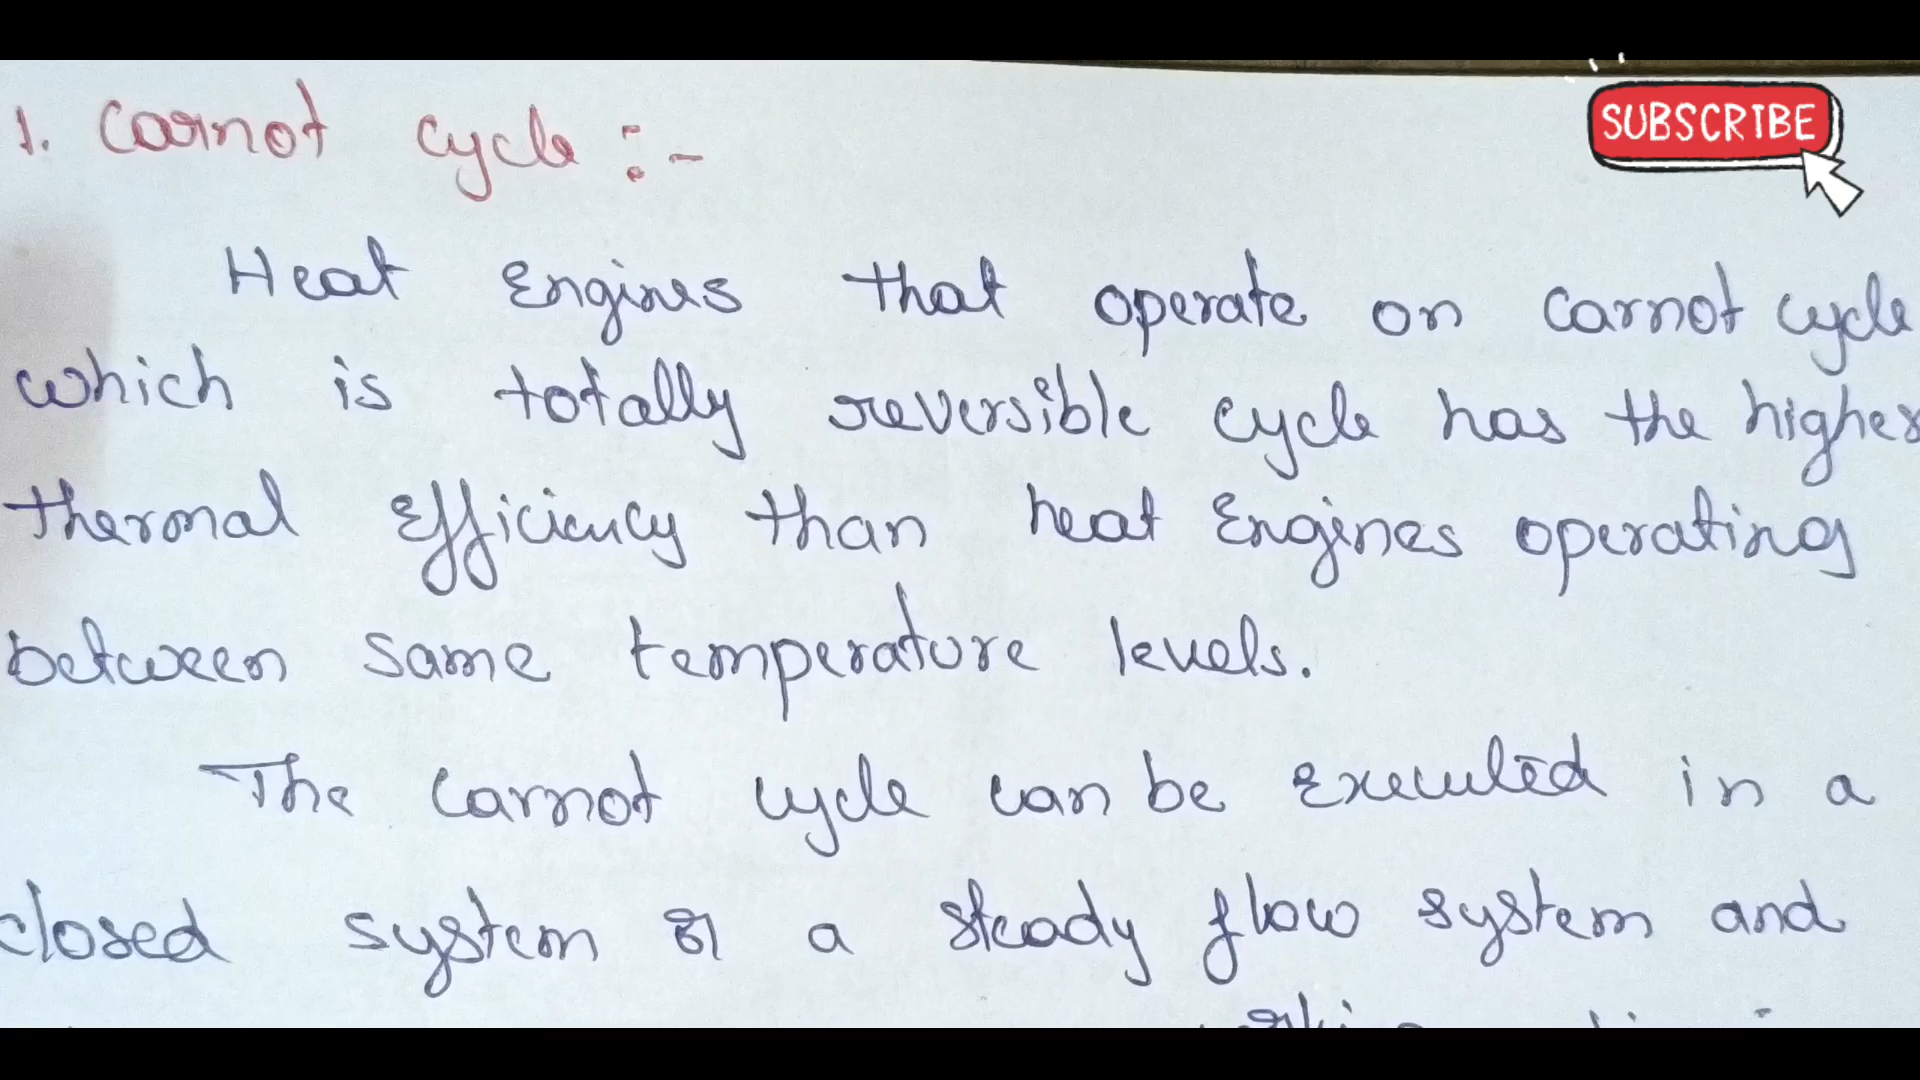 1. Carnot cycle :-
SUBSCRIBE
Heat Engines that operate on carnot cycle
which is totally reversible cycle has the higher
thermal Efficiency than heat Engines operating
between same temperature levels.
The carnot cycle can be Executed in a
closed system or a steady flow system and